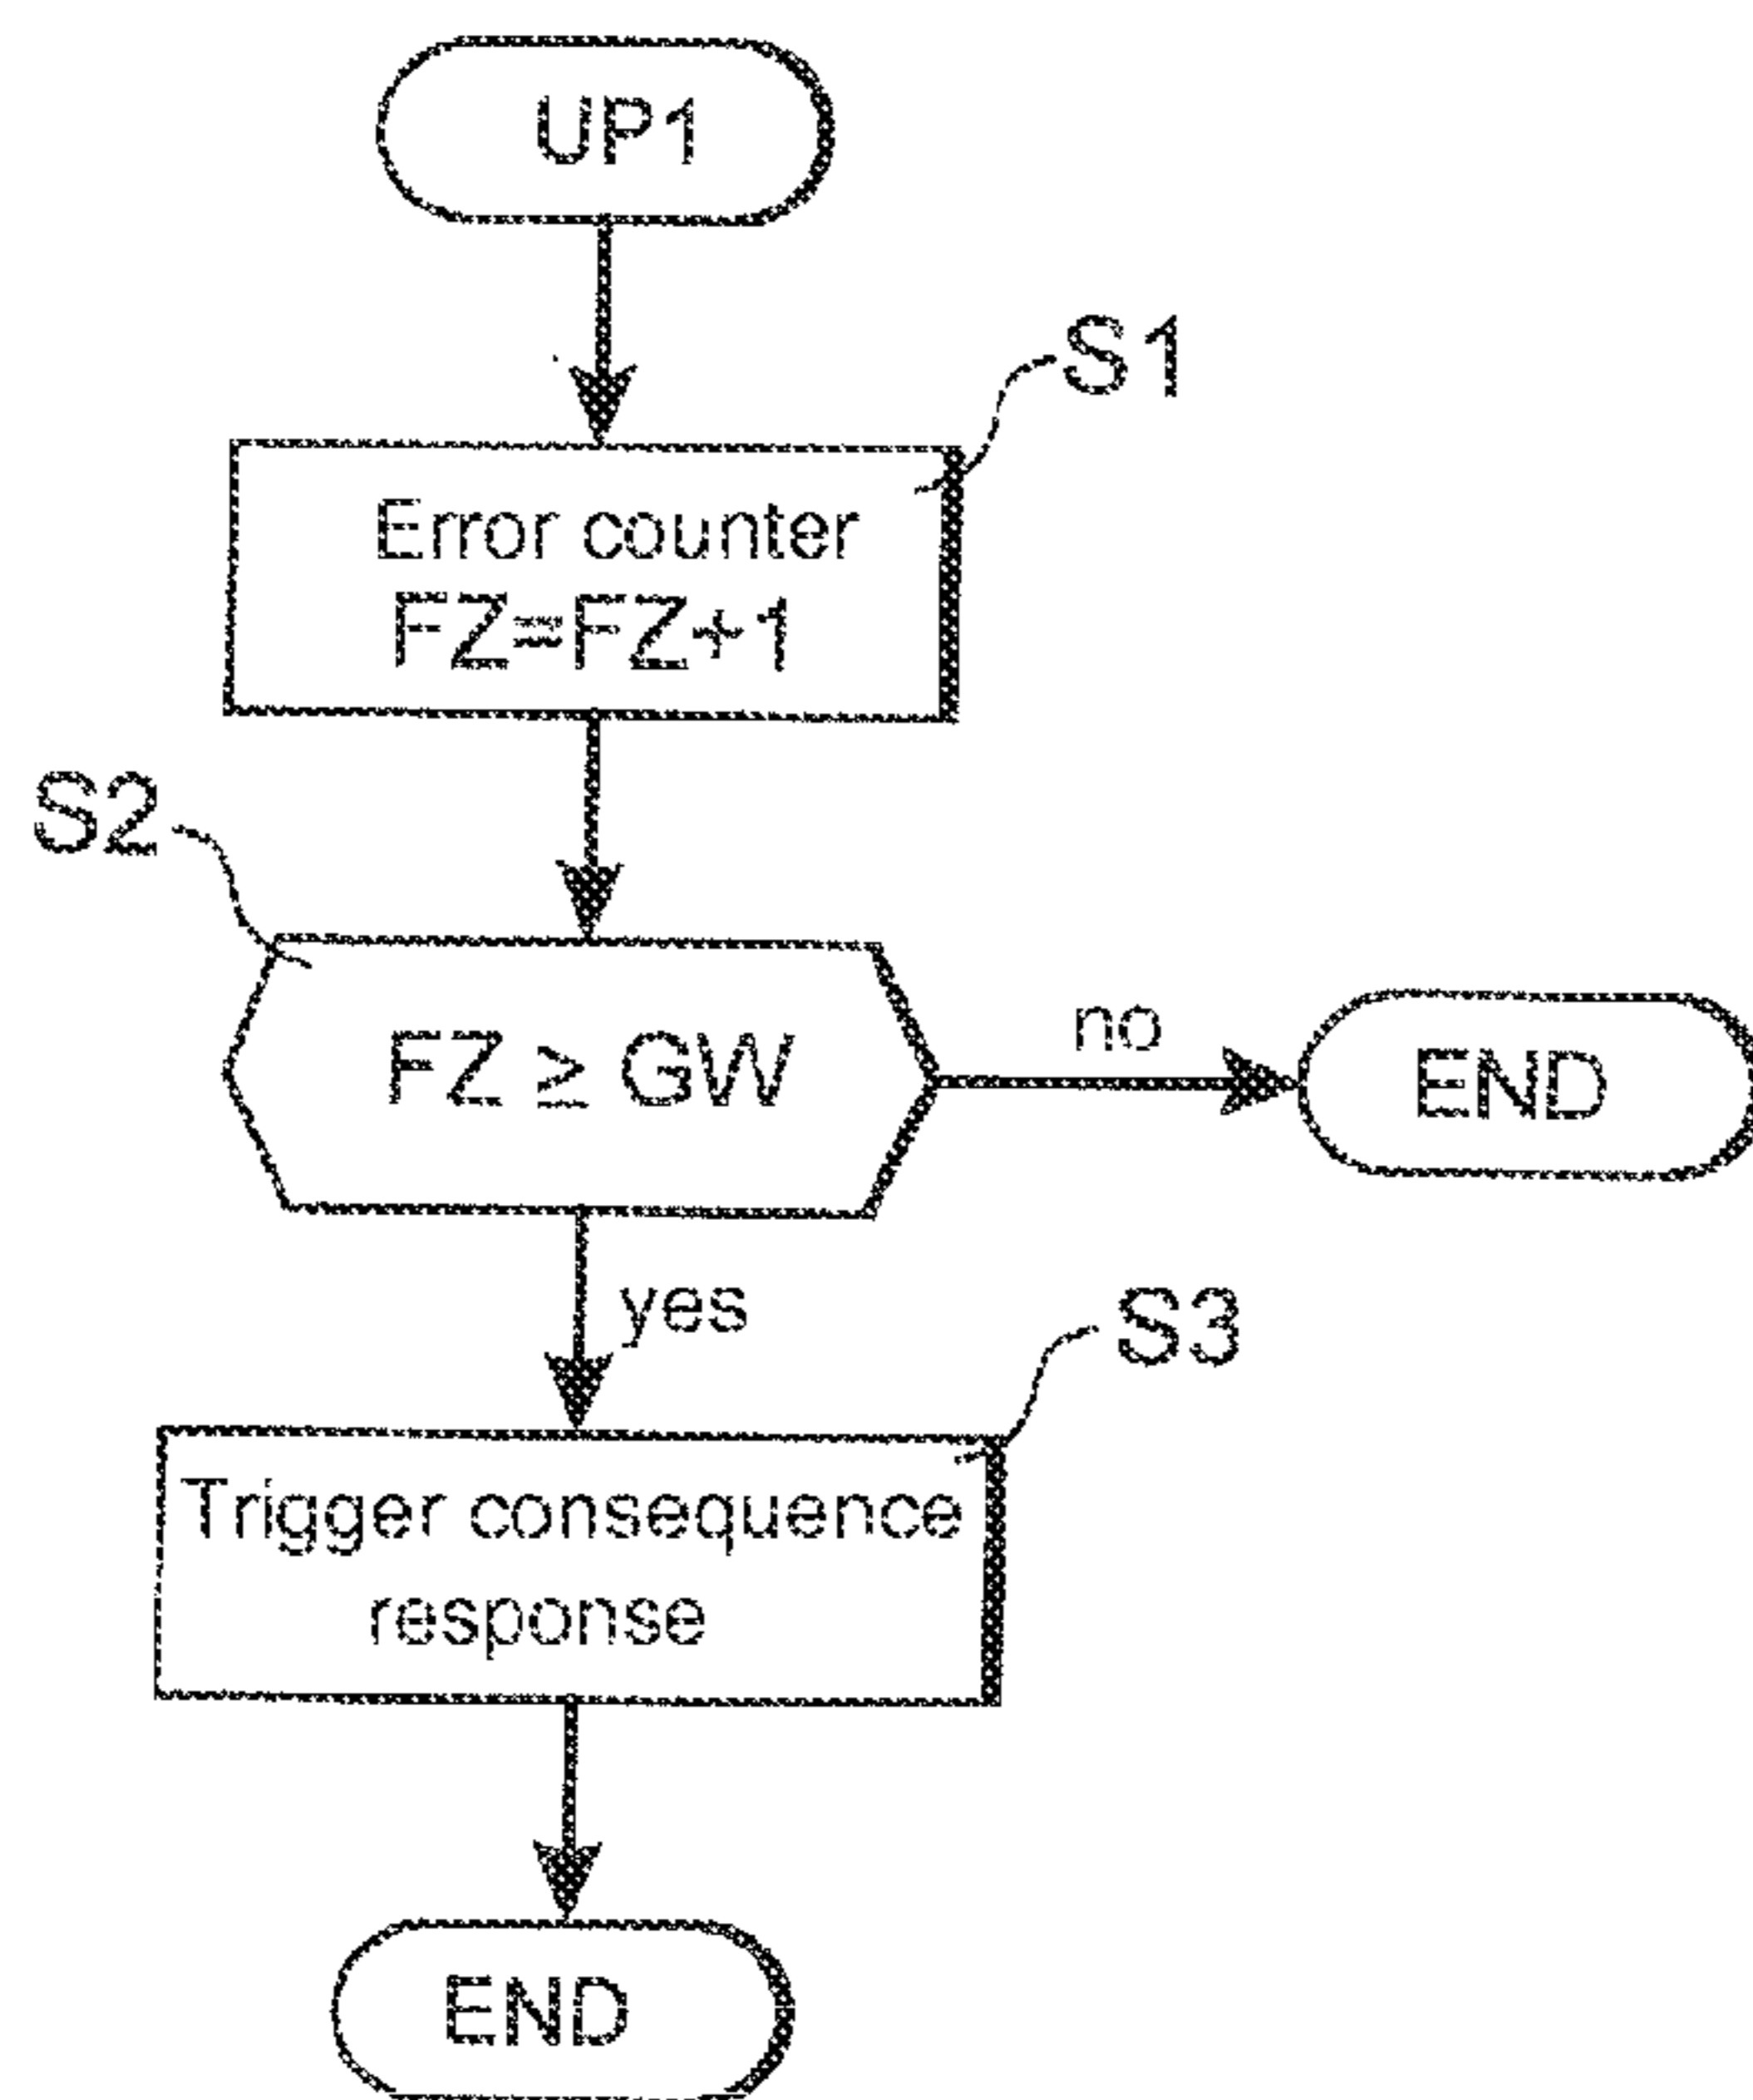 UP1
S1
Error counter
FZ=FZ+1
S2
FZ ≥ GW
no
END
yes
S3
Trigger consequence
response
END